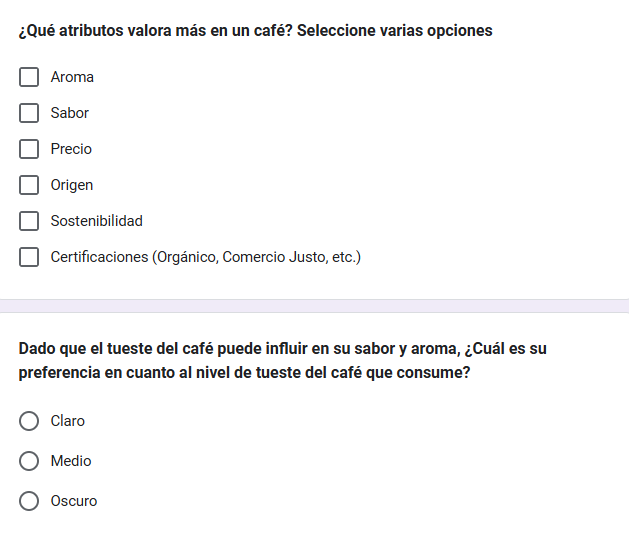 ¿Qué atributos valora más en un café? Seleccione varias opciones
Aroma
Sabor
Precio
Origen
Sostenibilidad
Certificaciones (Orgánico, Comercio Justo, etc.)
Dado que el tueste del café puede influir en su sabor y aroma, ¿Cuál es su
preferencia en cuanto al nivel de tueste del café que consume?
Claro
Medio
Oscuro